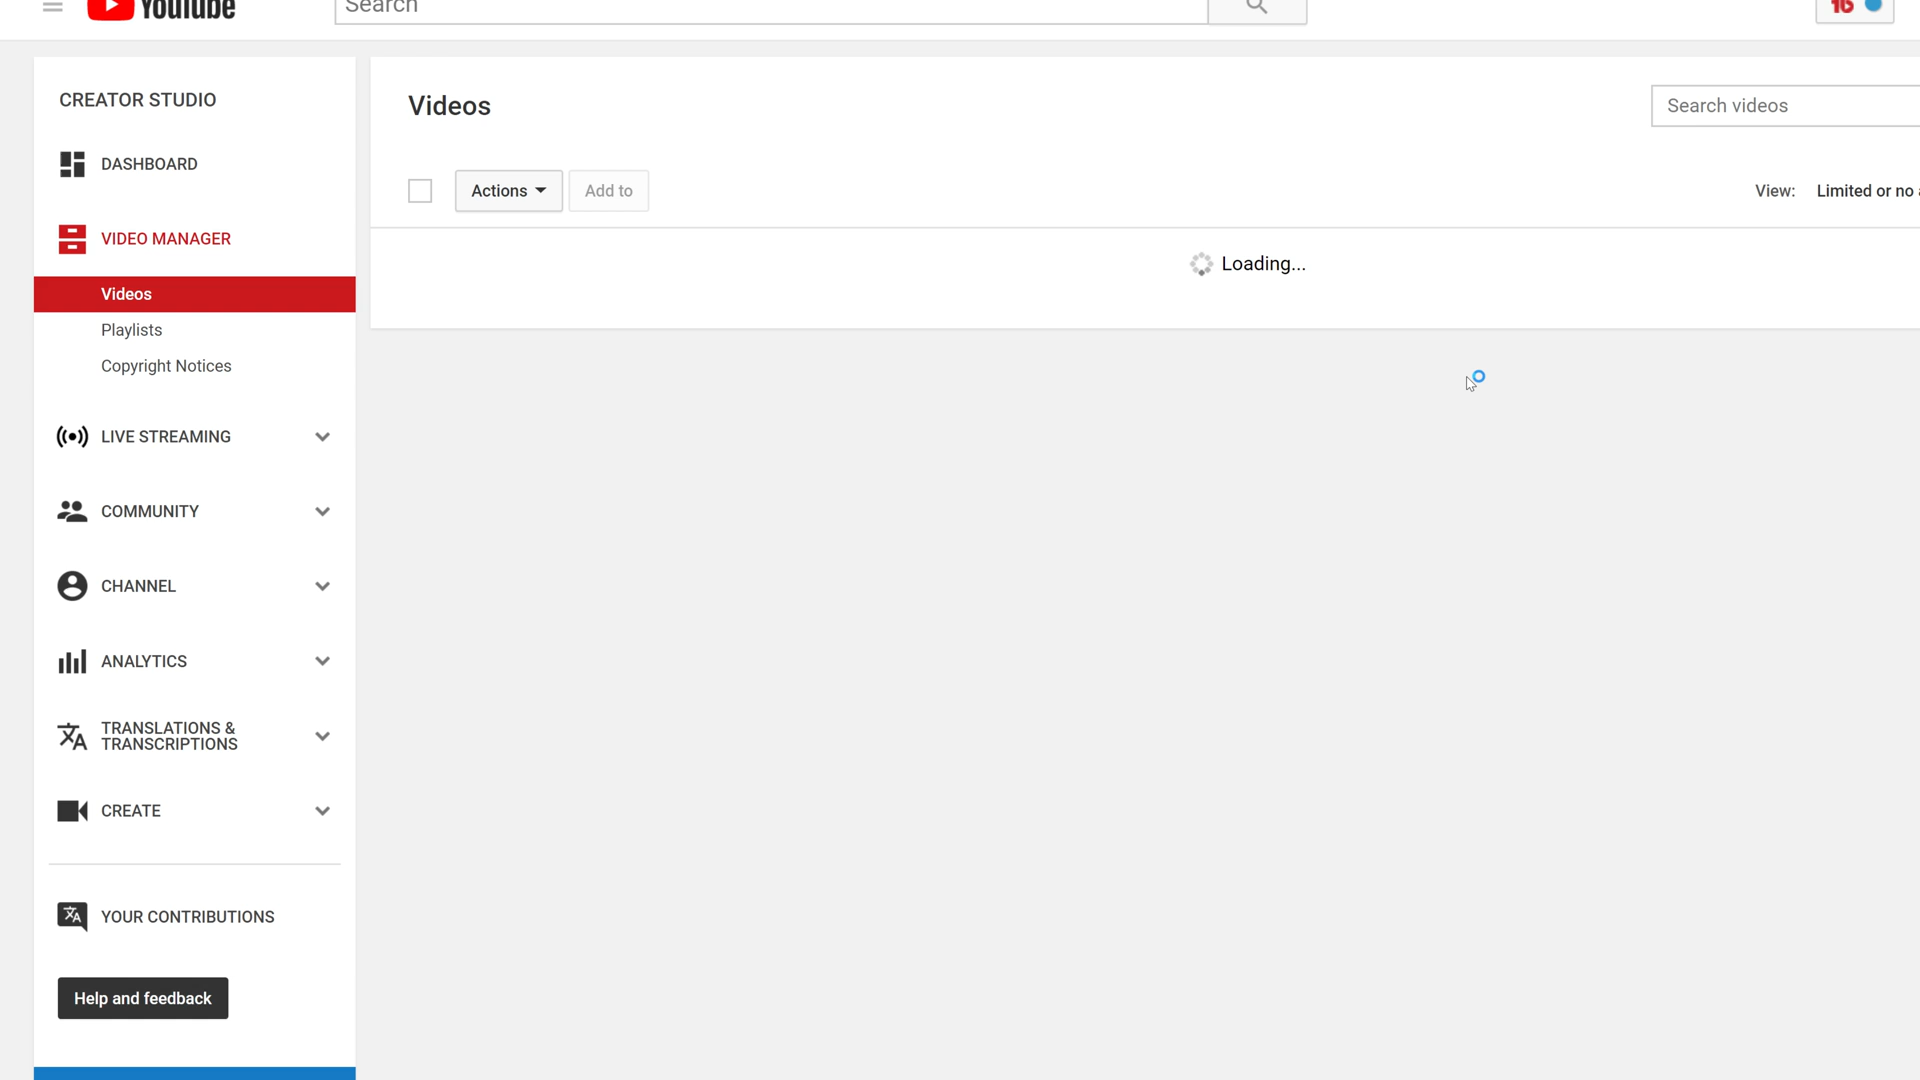 YouTube
Search
CREATOR STUDIO
DASHBOARD
VIDEO MANAGER
Videos
Playlists
Copyright Notices
LIVE STREAMING
COMMUNITY
CHANNEL
ANALYTICS
TRANSLATIONS &
TRANSCRIPTIONS
CREATE
YOUR CONTRIBUTIONS
Help and feedback
Videos
Search videos
Actions
Add to
View:
Limited or no
Loading...